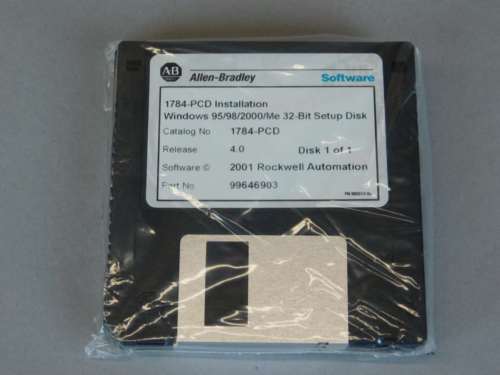 AB
Allen-Bradley Software
1784-PCD Installation
Windows 95/98/2000/Me 32-Bit Setup Disk
Catalog No 1784-PCD
Release 4.0 Disk 1 of 1
Software © 2001 Rockwell Automation
Part No 99646903